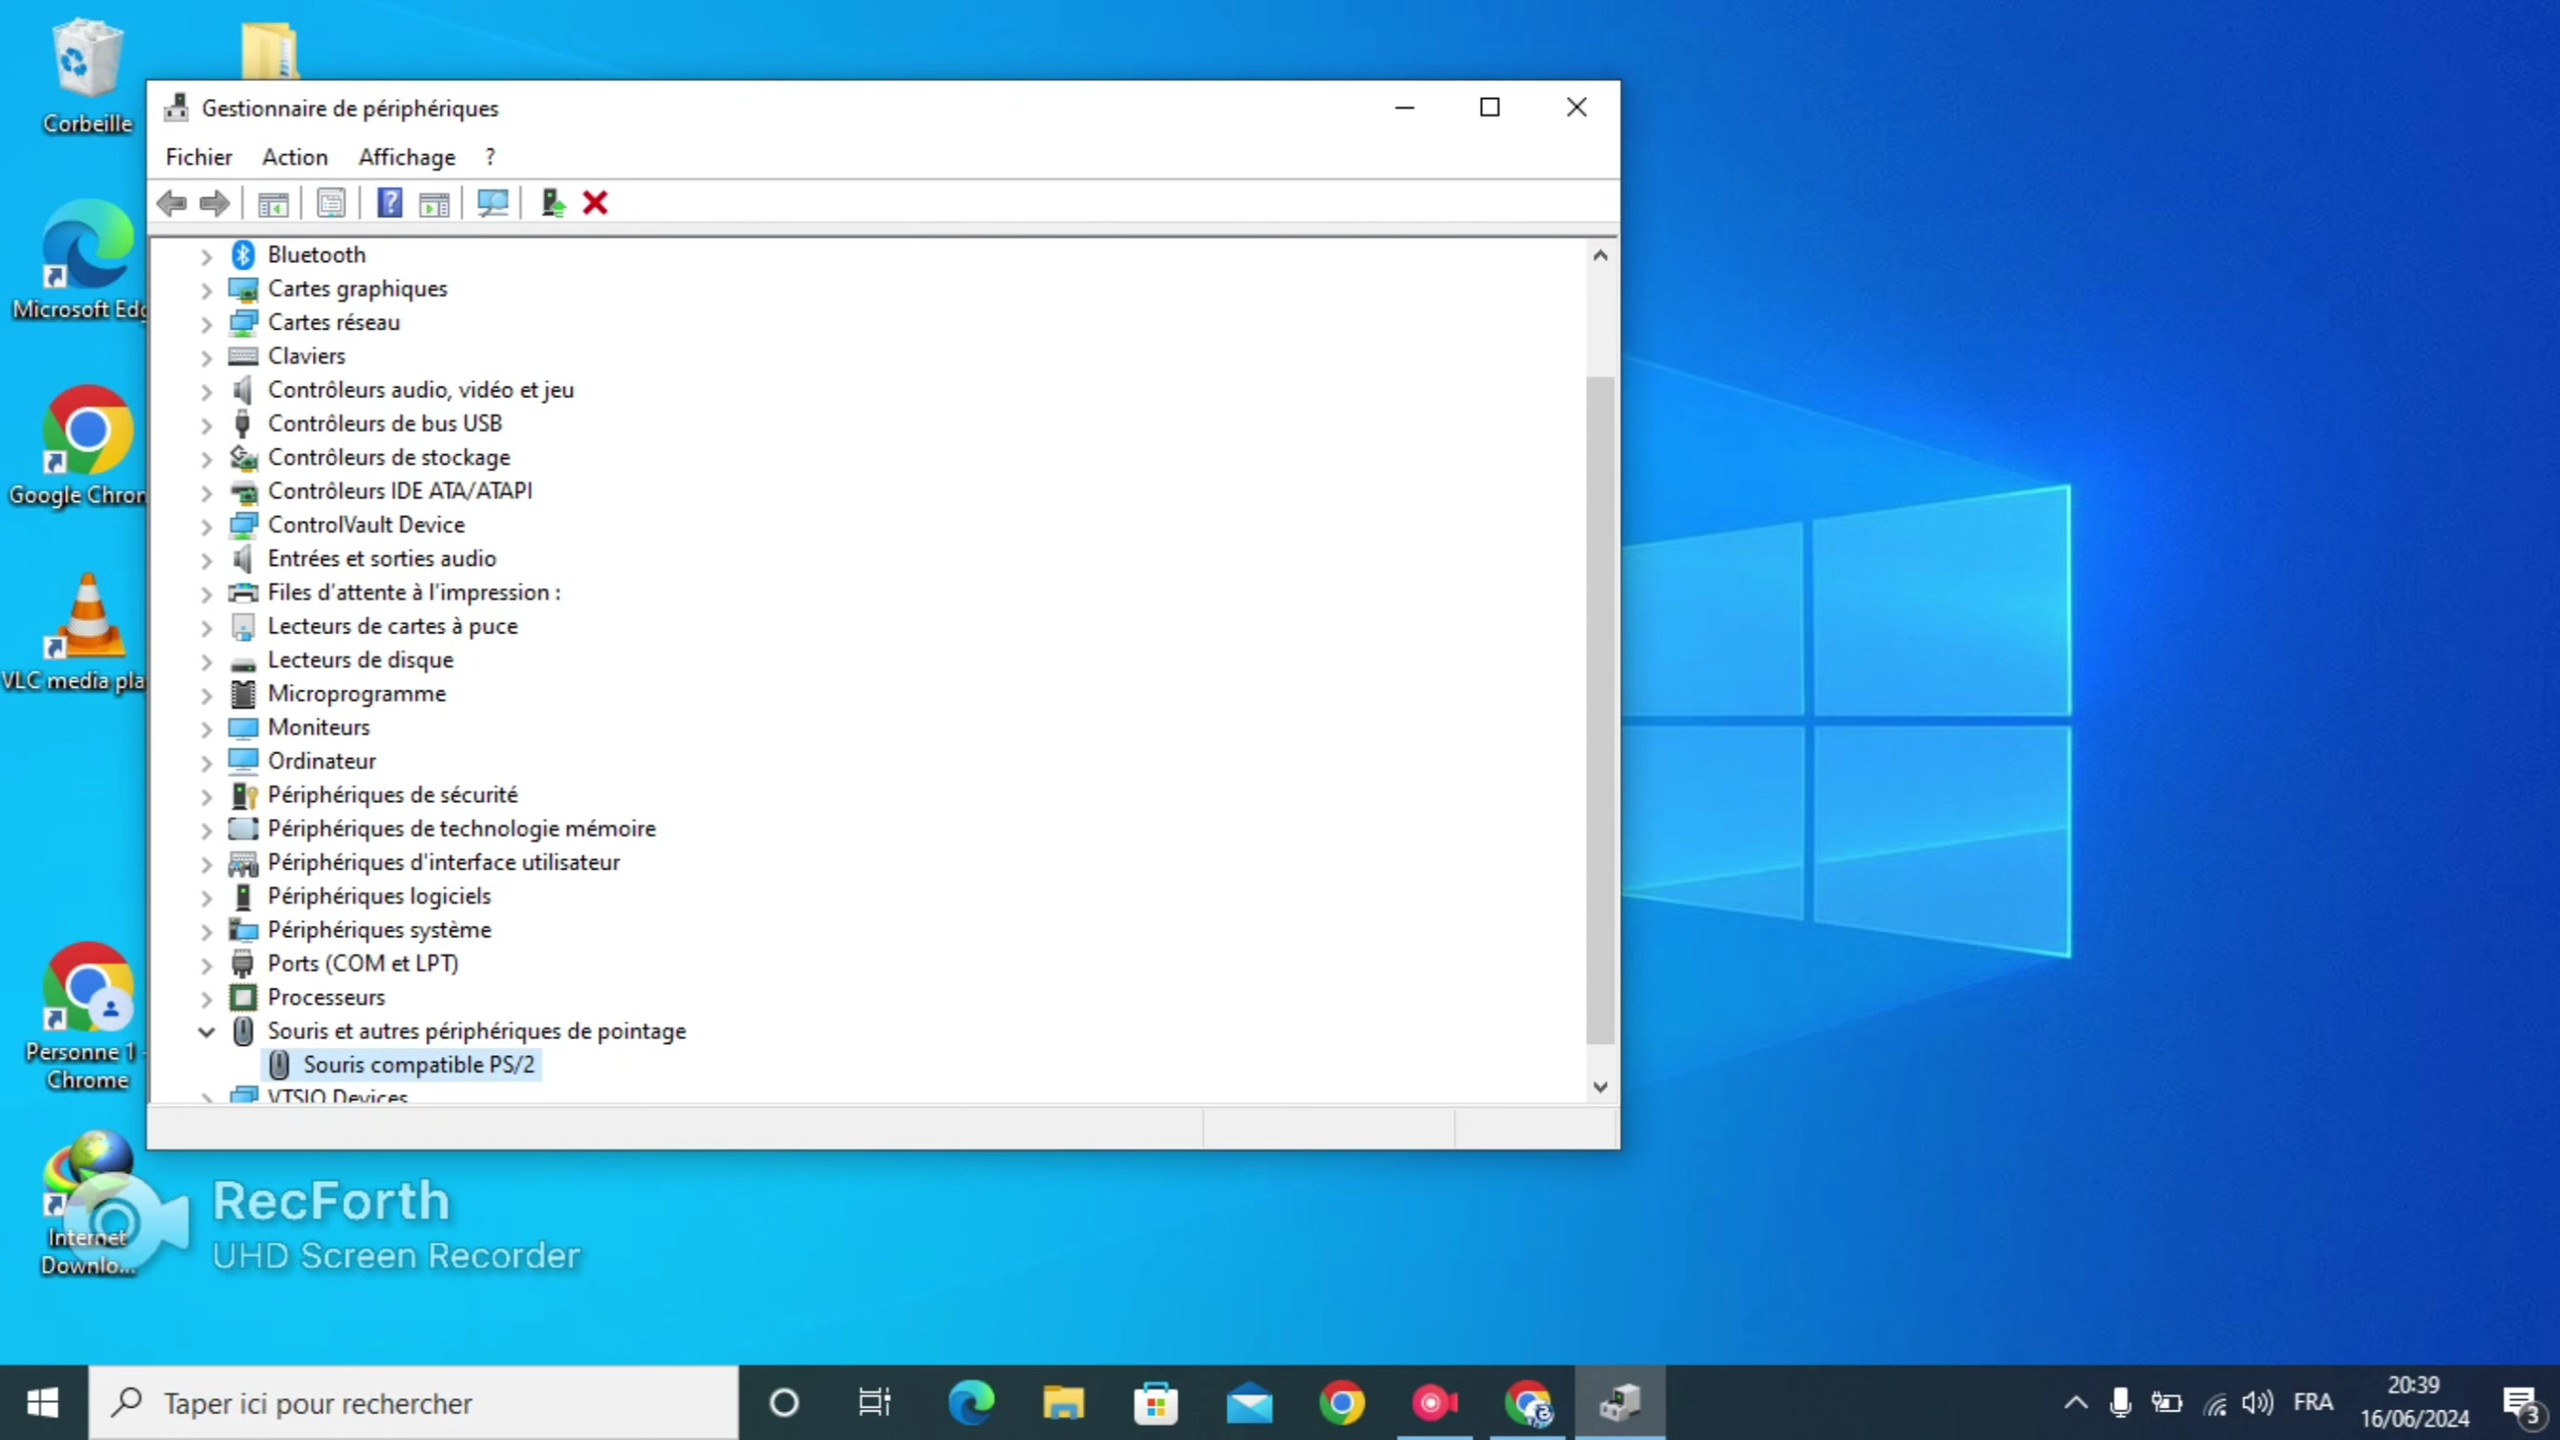 Corbeille
Microsoft Edg
Google Chron
VLC media pla
Personne 1 -
Chrome
Internet
Downlo...
Gestionnaire de périphériques
Fichier Action Affichage ?
Bluetooth
Cartes graphiques
Cartes réseau
Claviers
Contrôleurs audio, vidéo et jeu
Contrôleurs de bus USB
Contrôleurs de stockage
Contrôleurs IDE ATA/ATAPI
ControlVault Device
Entrées et sorties audio
Files d'attente à l'impression :
Lecteurs de cartes à puce
Lecteurs de disque
Microprogramme
Moniteurs
Ordinateur
Périphériques de sécurité
Périphériques de technologie mémoire
Périphériques d'interface utilisateur
Périphériques logiciels
Périphériques système
Ports (COM et LPT)
Processeurs
Souris et autres périphériques de pointage
Souris compatible PS/2
VTSIO Devices
RecForth
UHD Screen Recorder
Taper ici pour rechercher
FRA
20:39
16/06/2024
3